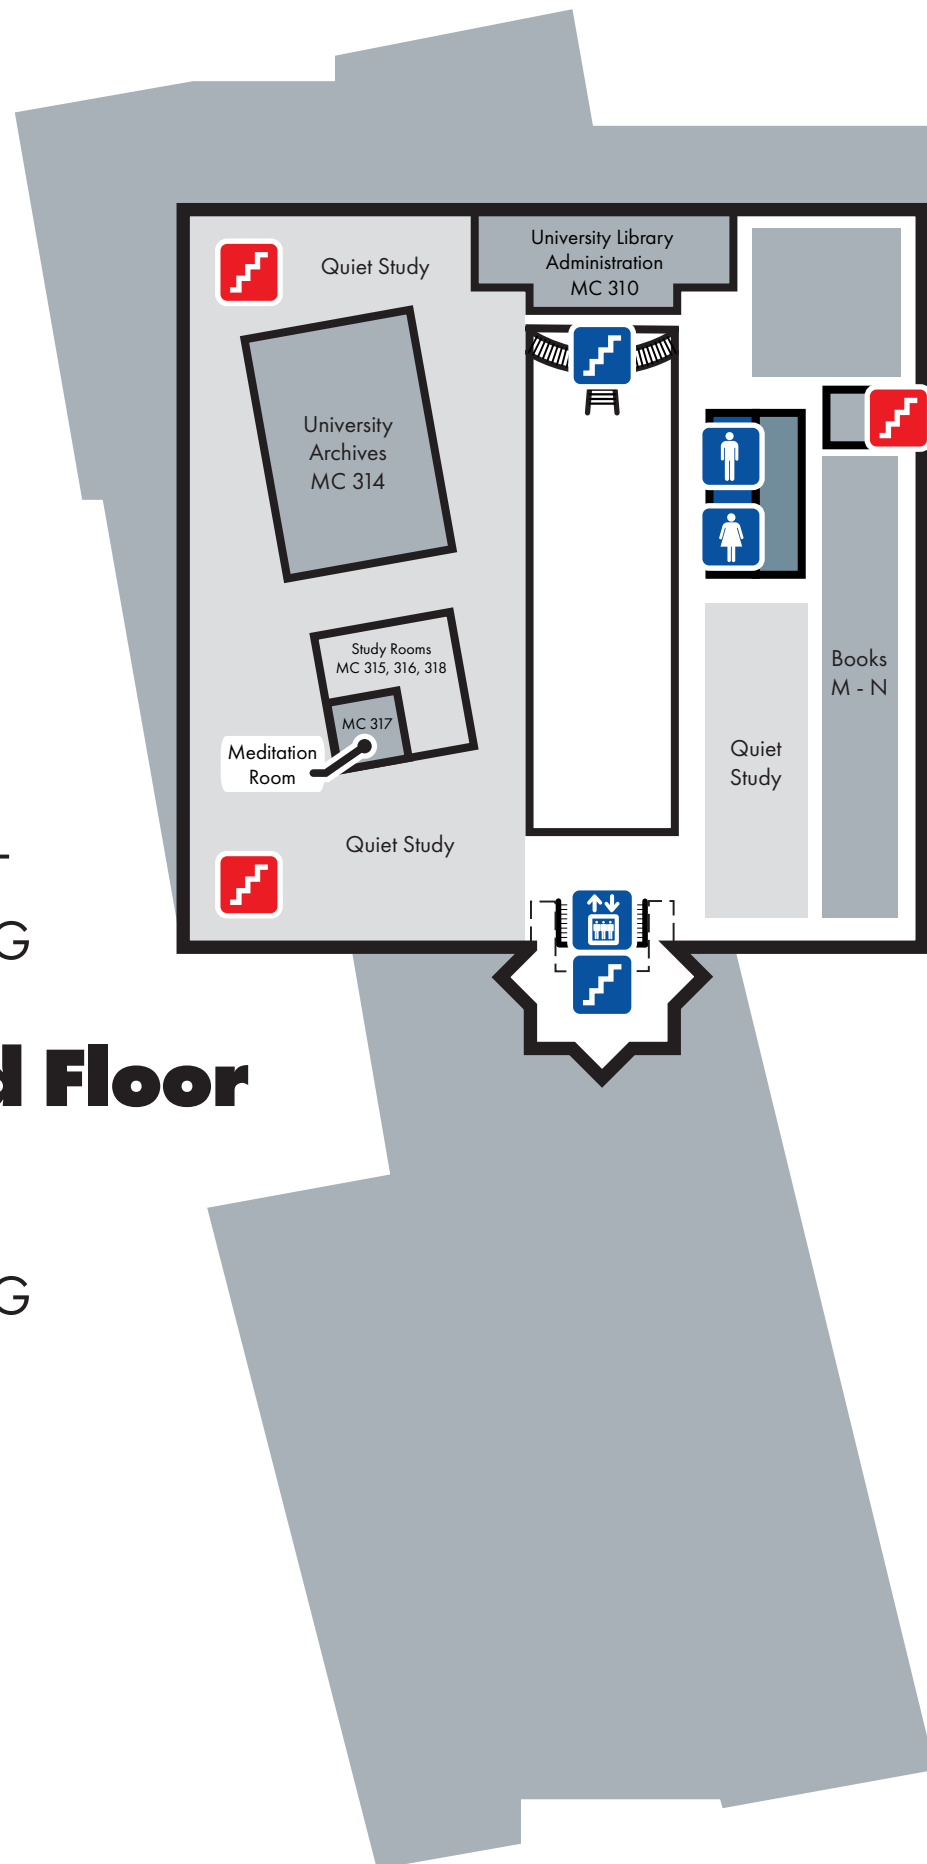 University Library
Administration
MC 310
Quiet Study
University
Archives
MC 314
Study Rooms
MC 315, 316, 318
MC 317
Meditation
Room
Books
M - N
Quiet
Study
Quiet Study
G
d Floor
G